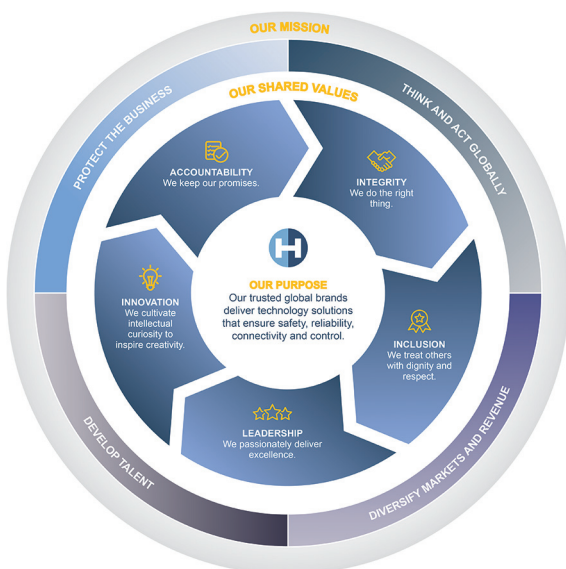 OUR MISSION
PROTECT THE BUSINESS
THINK AND ACT GLOBALLY
OUR SHARED VALUES
ACCOUNTABILITY
We keep our promises.
INTEGRITY
We do the right
thing.
H
OUR PURPOSE
Our trusted global brands
deliver technology solutions
that ensure safety, reliability,
connectivity and control.
INNOVATION
We cultivate
intellectual
curiosity to
inspire creativity.
INCLUSION
We treat others
with dignity and
respect.
LEADERSHIP
We passionately deliver
excellence.
DEVELOP TALENT
DIVERSIFY MARKETS AND REVENUE